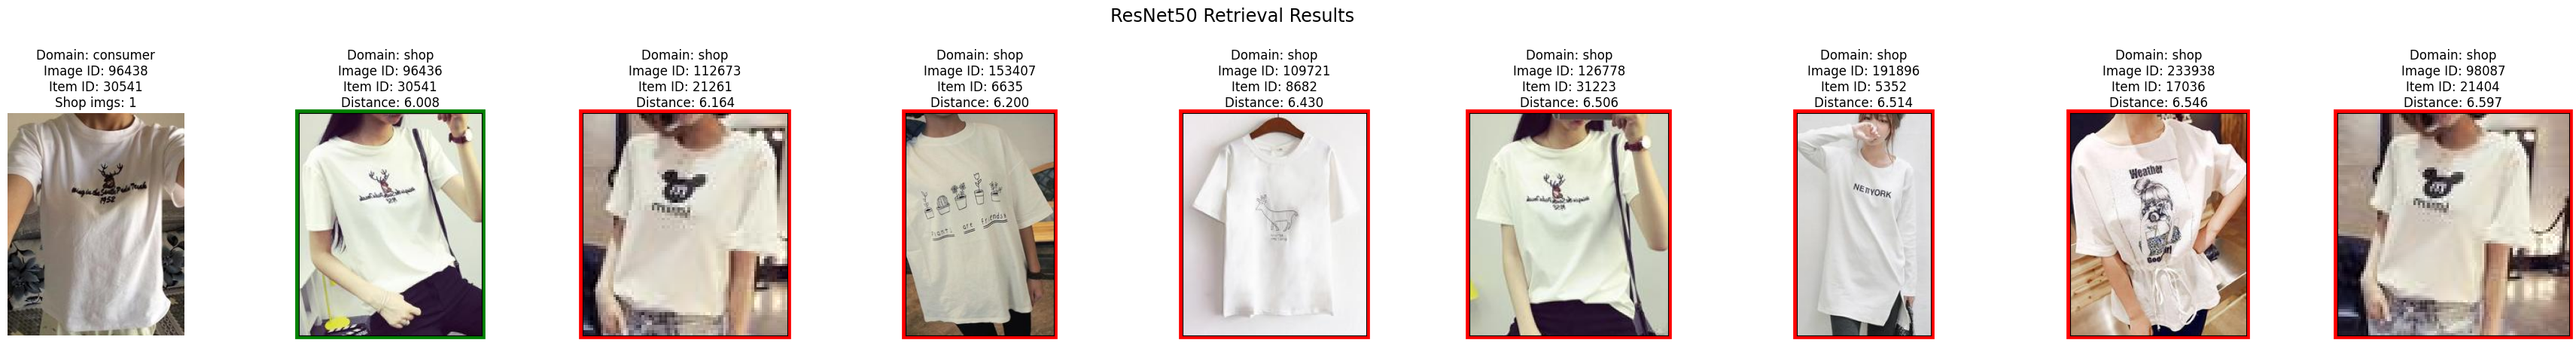 ResNet50 Retrieval Results
Domain: consumer
Image ID: 96438
Item ID: 30541
Shop imgs: 1
Domain: shop
Image ID: 96436
Item ID: 30541
Distance: 6.008
Domain: shop
Image ID: 112673
Item ID: 21261
Distance: 6.164
Domain: shop
Image ID: 153407
Item ID: 6635
Distance: 6.200
Domain: shop
Image ID: 109721
Item ID: 8682
Distance: 6.430
Domain: shop
Image ID: 126778
Item ID: 31223
Distance: 6.506
Domain: shop
Image ID: 191896
Item ID: 5352
Distance: 6.514
Domain: shop
Image ID: 233938
Item ID: 17036
Distance: 6.546
Domain: shop
Image ID: 98087
Item ID: 21404
Distance: 6.597
1952
are friends
NEWYORK
Weather